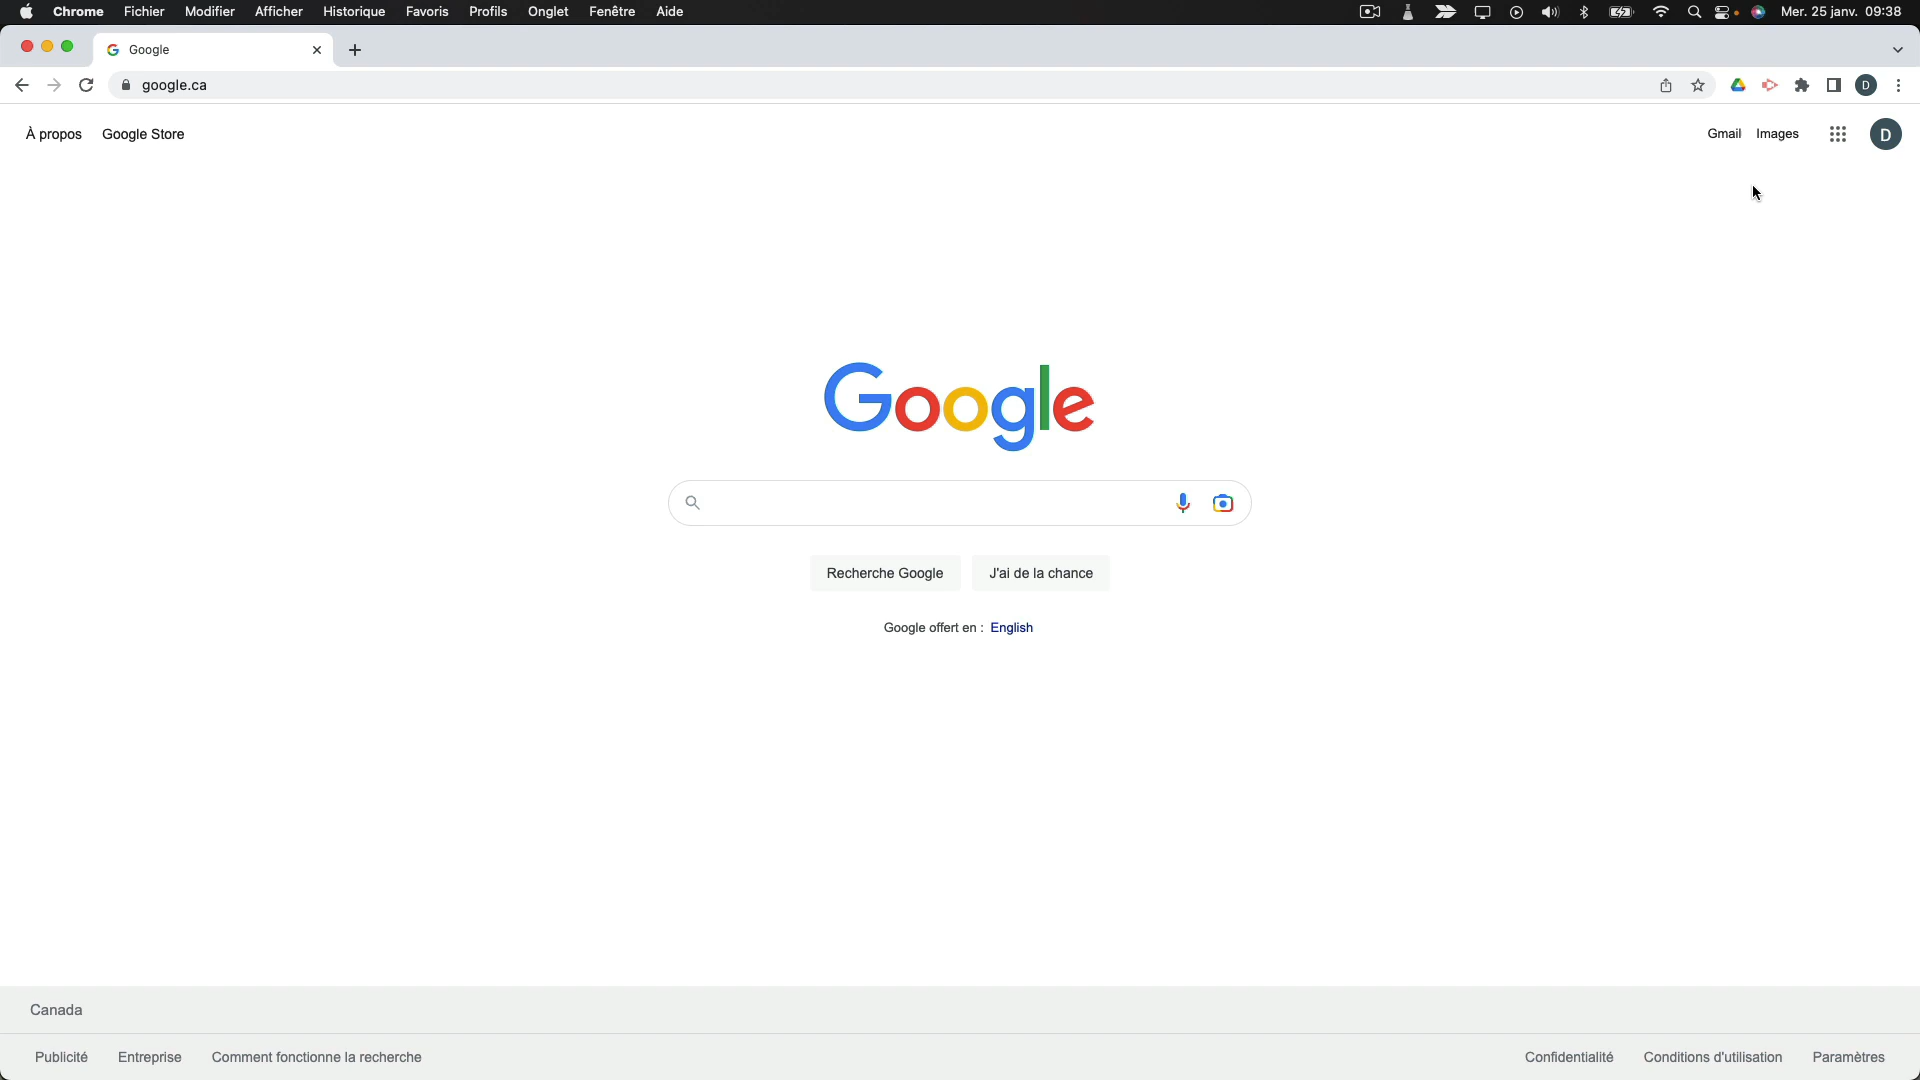 Chrome Fichier Modifier Afficher Historique Favoris Profils Onglet Fenêtre Aide Mer. 25 janv. 09:38
Google
google.ca D
À propos Google Store Gmail Images D
Google
Recherche Google J'ai de la chance
Google offert en : English
Canada
Publicité Entreprise Comment fonctionne la recherche Confidentialité Conditions d'utilisation Paramètres